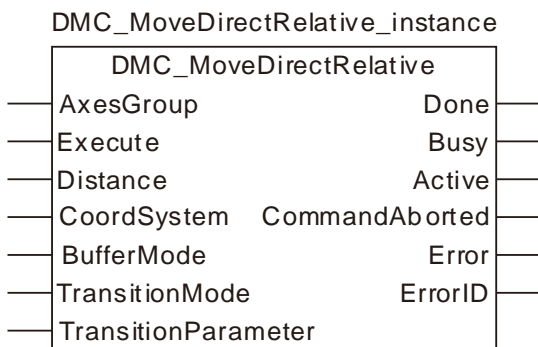 DMC_MoveDirectRelative_instance
DMC_MoveDirectRelative
AxesGroup Done
Execute Busy
Distance Active
CoordSystem CommandAborted
BufferMode Error
TransitionMode ErrorID
TransitionParameter